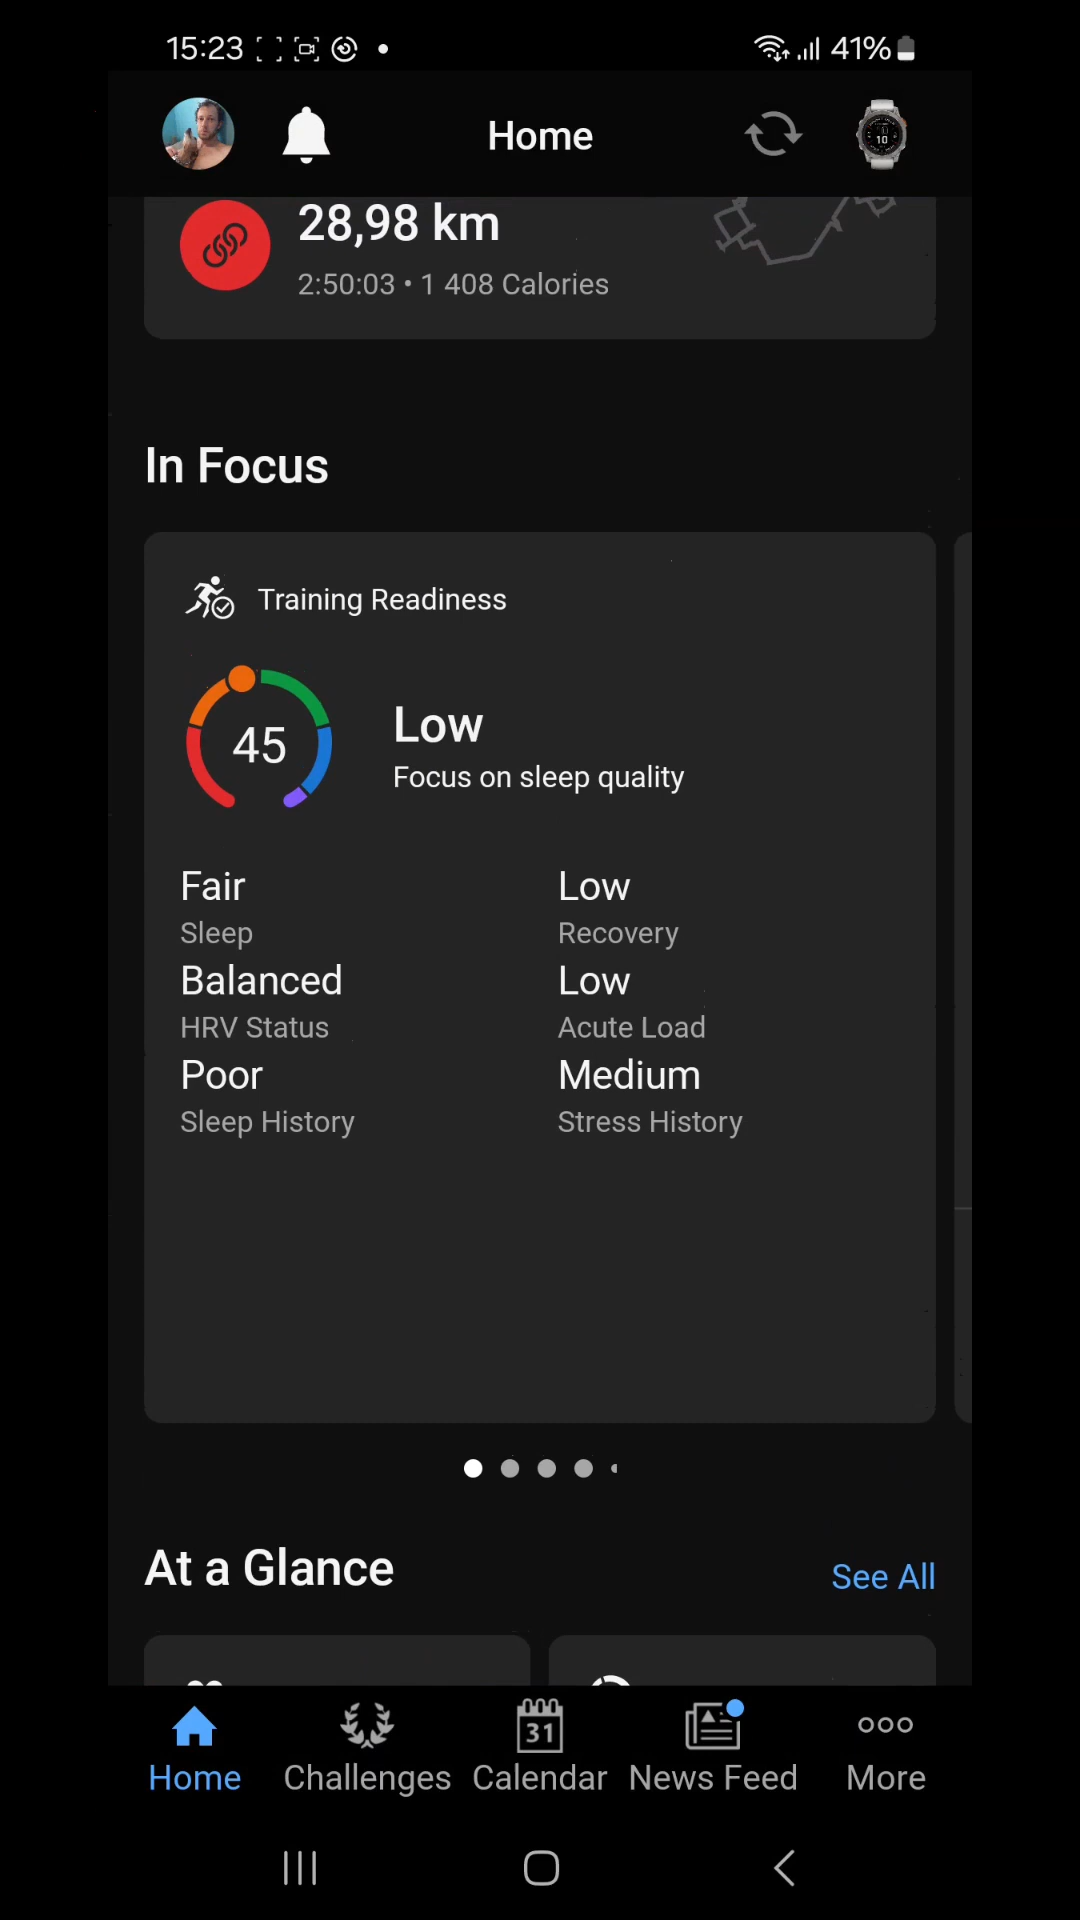 15:23 41%
Home
28,98 km
2:50:03 • 1 408 Calories
In Focus
Training Readiness
45
Low
Focus on sleep quality
Fair Low
Sleep Recovery
Balanced Low
HRV Status Acute Load
Poor Medium
Sleep History Stress History
At a Glance See All
31
Home Challenges Calendar News Feed More